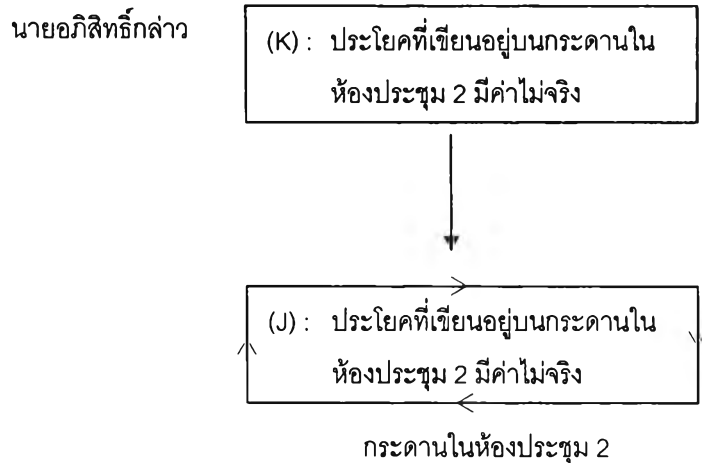 นายอภิสิทธิ์กล่าว
(K) : ประโยคที่เขียนอยู่บนกระดานใน
ห้องประชุม 2 มีค่าไม่จริง
(J) : ประโยคที่เขียนอยู่บนกระดานใน
ห้องประชุม 2 มีค่าไม่จริง
กระดานในห้องประชุม 2